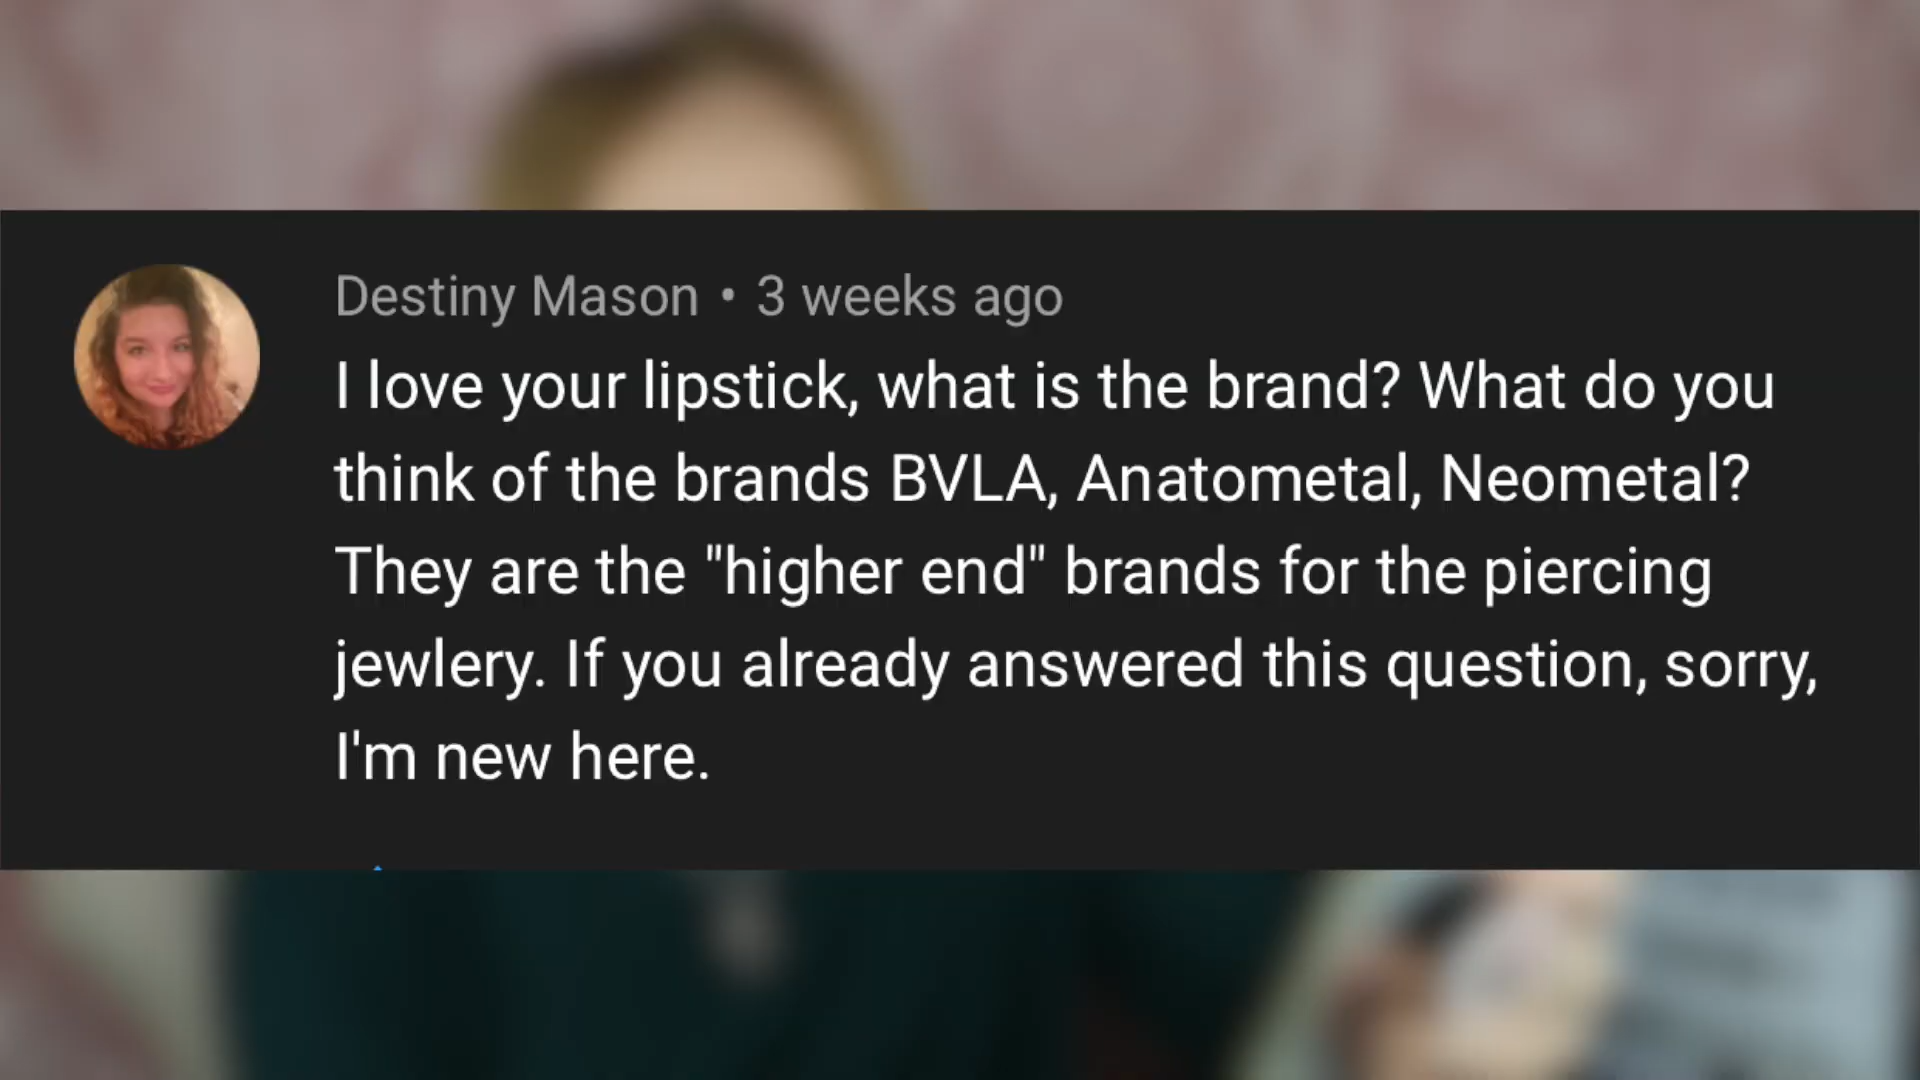 Destiny Mason • 3 weeks ago
I love your lipstick, what is the brand? What do you
think of the brands BVLA, Anatometal, Neometal?
They are the "higher end" brands for the piercing
jewlery. If you already answered this question, sorry,
I'm new here.